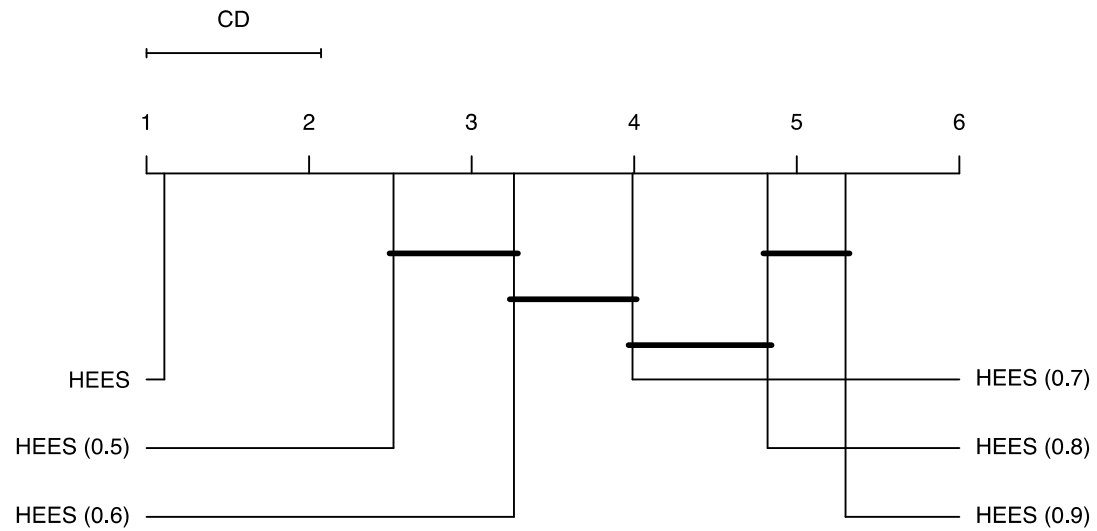 CD
1 2 3 4 5 6
HEES HEES (0.7)
HEES (0.5) HEES (0.8)
HEES (0.6) HEES (0.9)